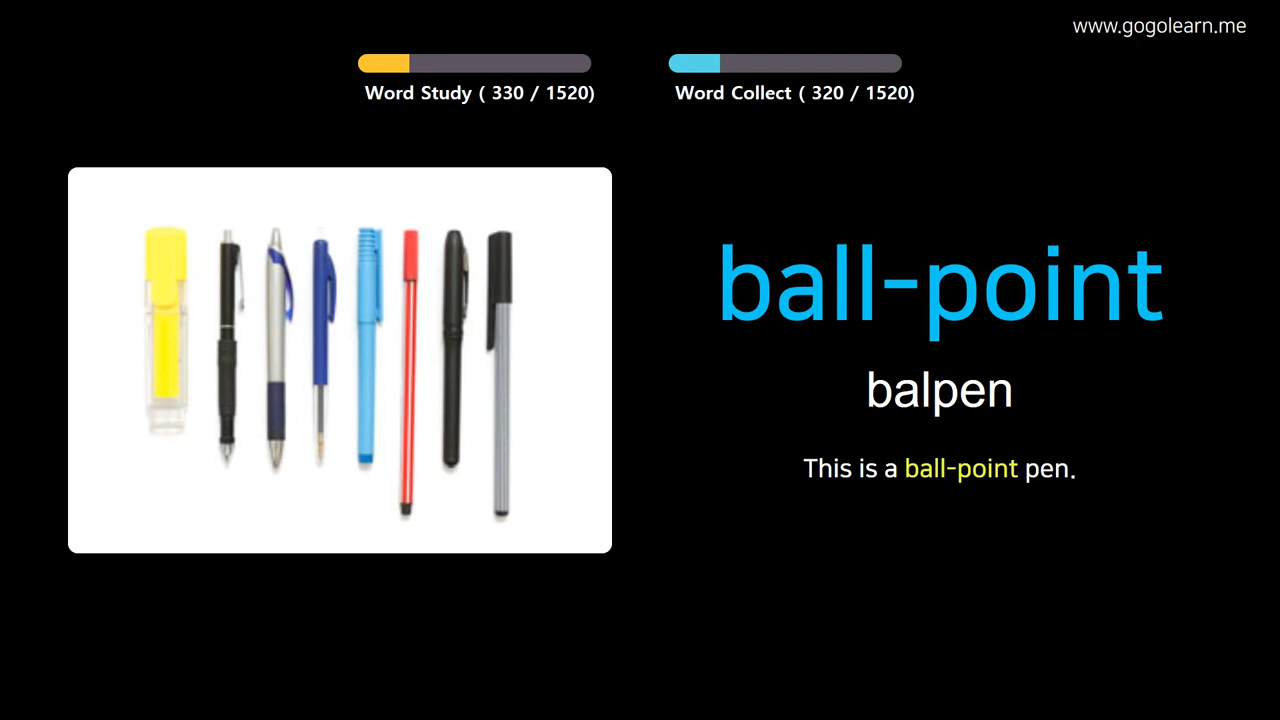 www.gogolearn.me
Word Study ( 330 / 1520)
Word Collect ( 320 / 1520)
ball-point
balpen
This is a ball-point pen.